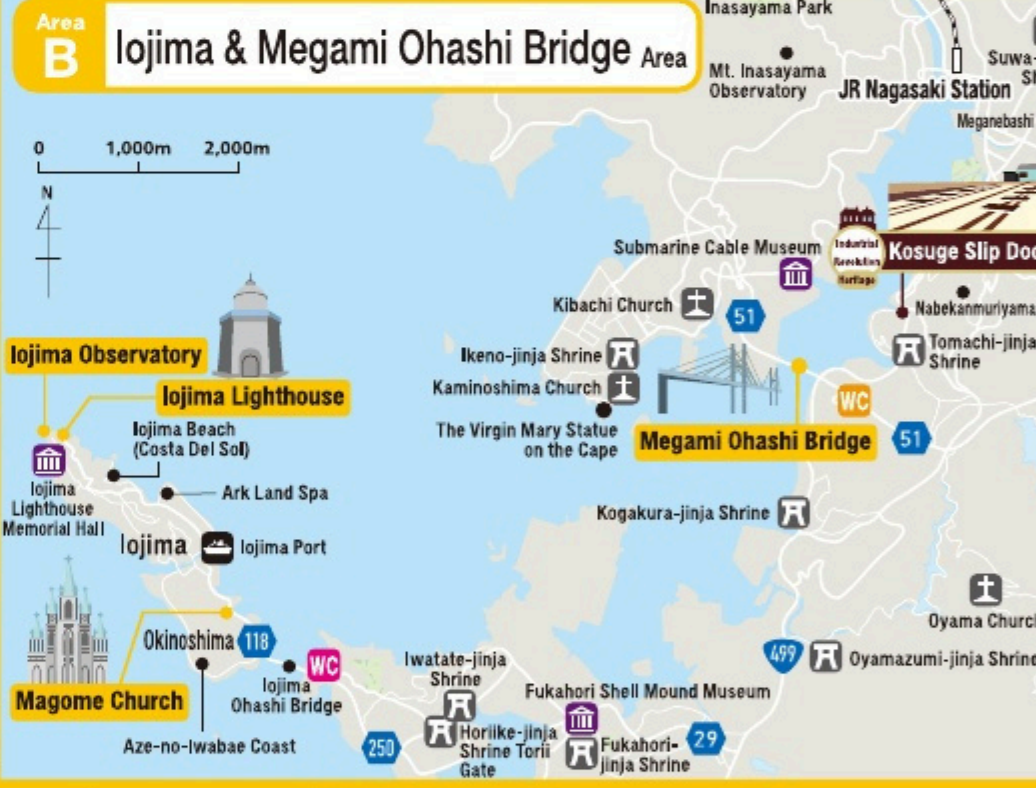 Area
B
Iojima & Megami Ohashi Bridge Area
Inasayama Park
Mt. Inasayama
Observatory
JR Nagasaki Station
Suwa-
Meganebashi
0 1,000m 2,000m
N
Submarine Cable Museum
Industrial
Revolution
Heritage
Kosuge Slip Doc
Nabekanmuriyama
Tomachi-jinja
Shrine
Kibachi Church
51
Ikeno-jinja Shrine
Kaminoshima Church
The Virgin Mary Statue
on the Cape
Megami Ohashi Bridge
WC
51
Iojima Observatory
Iojima Lighthouse
Iojima Beach
(Costa Del Sol)
Ark Land Spa
Iojima
Lighthouse
Memorial Hall
Iojima
Iojima Port
Kogakura-jinja Shrine
Oyama Church
499
Oyamazumi-jinja Shrine
Okinoshima
118
WC
Iojima
Ohashi Bridge
Magome Church
Aze-no-Iwabae Coast
Iwatate-jinja
Shrine
Horiike-jinja
Shrine Torii
Gate
250
Fukahori Shell Mound Museum
Fukahori-
jinja Shrine
29